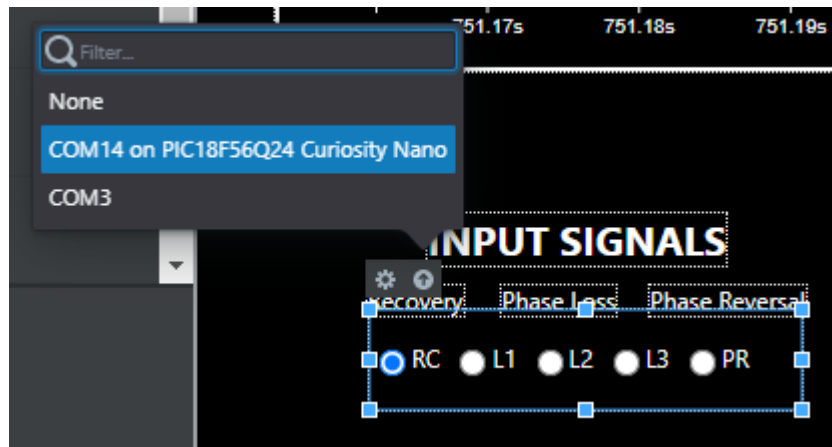 751.17s 751.18s 751.19s
Filter...
None
COM14 on PIC18F56Q24 Curiosity Nano
COM3
INPUT SIGNALS
Recovery Phase Loss Phase Reversal
RC L1 L2 L3 PR